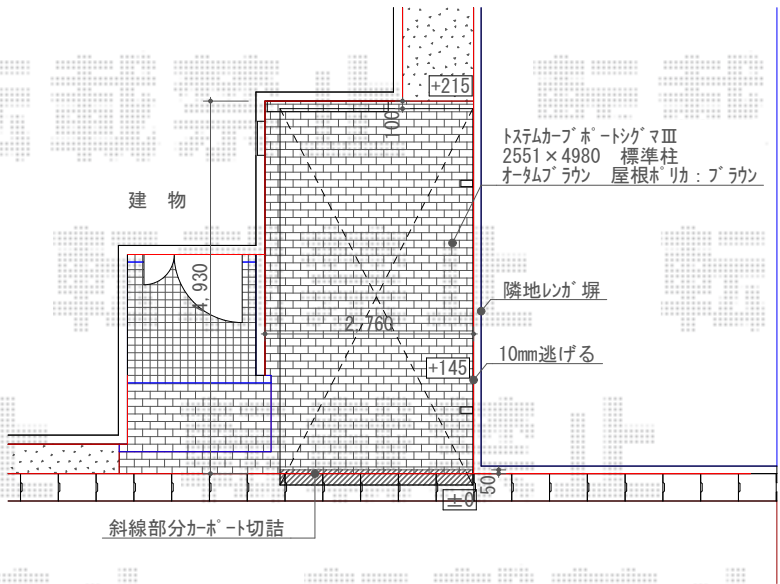 +215
100
トステムカーブポートシグマⅢ
2551×4980 標準柱
オータムブラウン 屋根ポリカ：ブラウン
建 物
4,930
隣地レンガ塀
2,760
10mm逃げる
+145
50
±0
斜線部分カーポート切詰